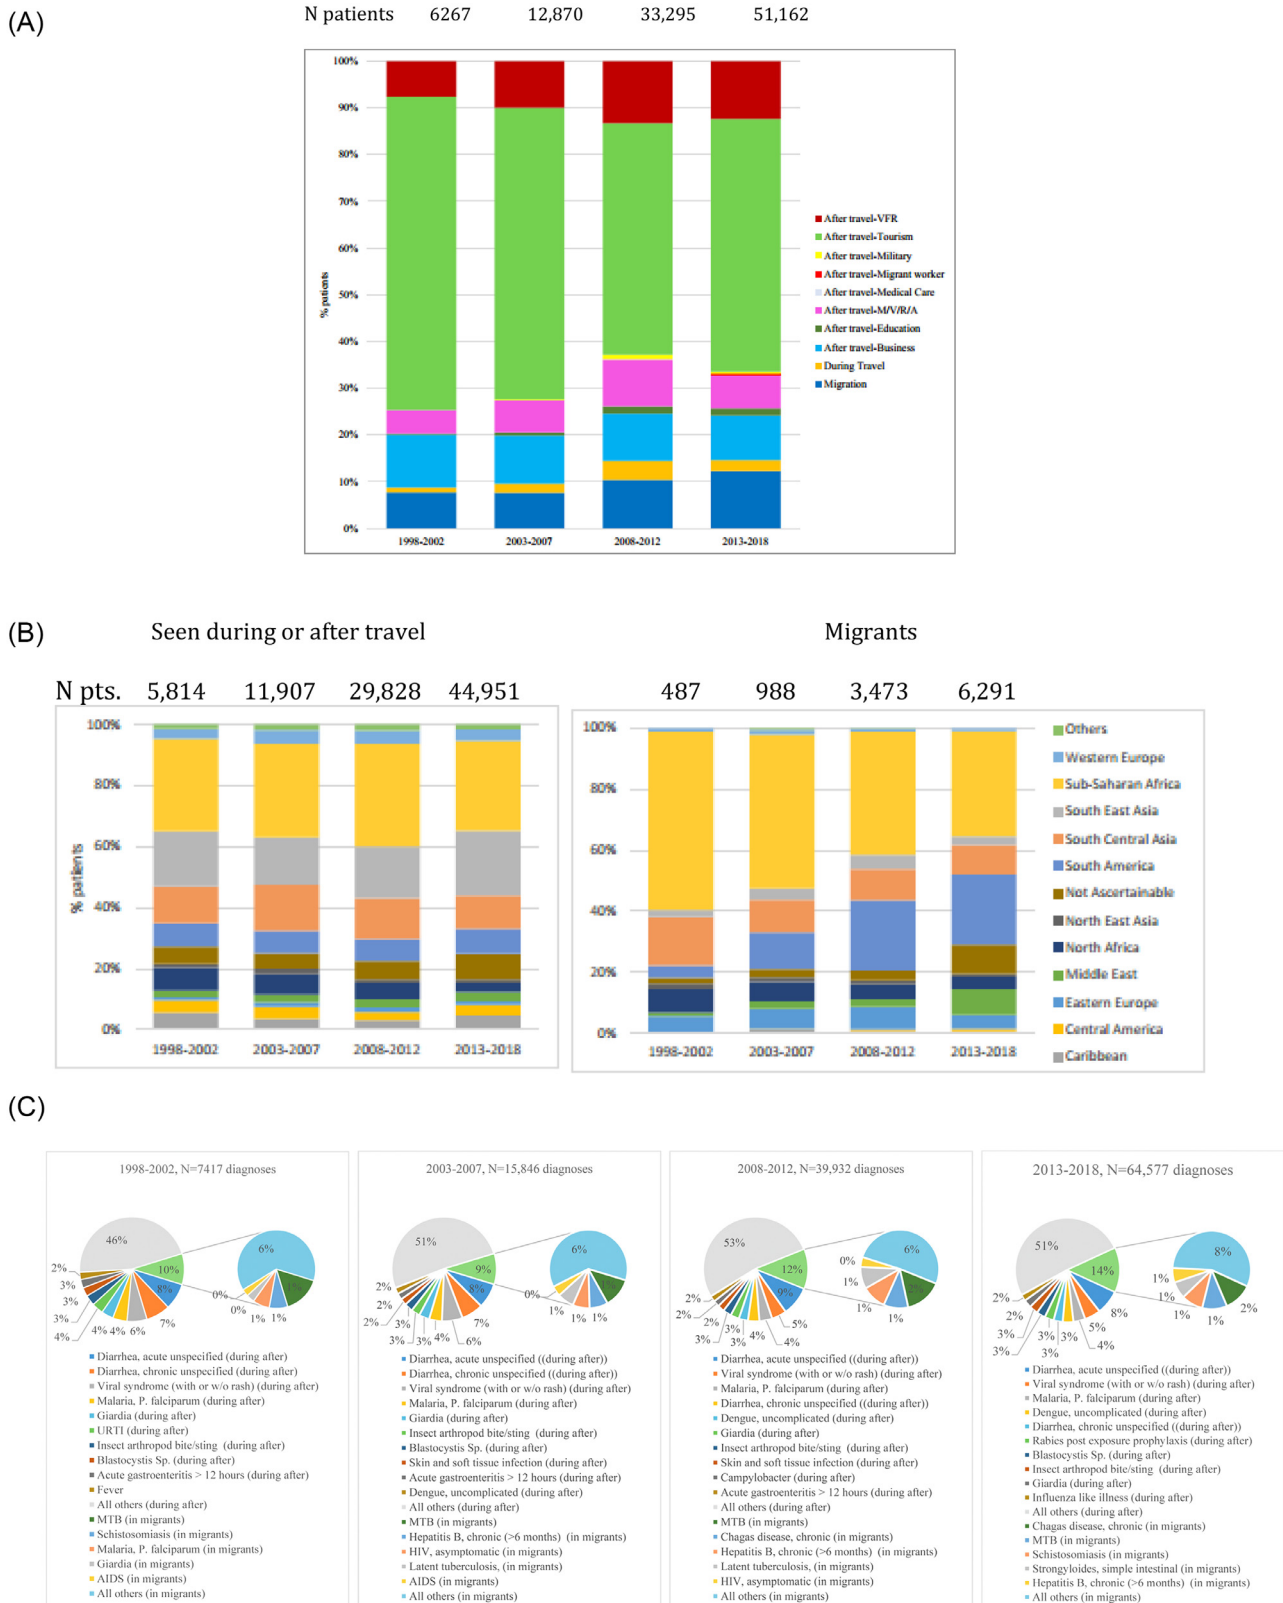 (A)
N patients 6267 12,870 33,295 51,162
100%
90%
80%
70%
60%
50%
40%
30%
20%
10%
0%
% patients
1998-2002 2003-2007 2008-2012 2013-2018
After travel-VFR
After travel-Tourism
After travel-Military
After travel-Migrant worker
After travel-Medical Care
After travel-M/V/R/A
After travel-Education
After travel-Business
During Travel
Migration
(B)
Seen during or after travel
Migrants
N pts. 5,814 11,907 29,828 44,951
487 988 3,473 6,291
100%
80%
60%
40%
20%
0%
% patients
1998-2002 2003-2007 2008-2012 2013-2018
100%
80%
60%
40%
20%
0%
1998-2002 2003-2007 2008-2012 2013-2018
Others
Western Europe
Sub-Saharan Africa
South East Asia
South Central Asia
South America
Not Ascertainable
North East Asia
North Africa
Middle East
Eastern Europe
Central America
Caribbean
(C)
1998-2002, N=7417 diagnoses
46%
10%
8%
7%
6%
4%
4%
4%
3%
3%
3%
2%
6%
1%
1%
1%
0%
0%
Diarrhea, acute unspecified (during after)
Diarrhea, chronic unspecified (during after)
Viral syndrome (with or w/o rash) (during after)
Malaria, P. falciparum (during after)
Giardia (during after)
URTI (during after)
Insect arthropod bite/sting (during after)
Blastocystis Sp. (during after)
Acute gastroenteritis > 12 hours (during after)
Fever
All others (during after)
MTB (in migrants)
Schistosomiasis (in migrants)
Malaria, P. falciparum (in migrants)
Giardia (in migrants)
AIDS (in migrants)
All others (in migrants)
2003-2007, N=15,846 diagnoses
51%
9%
8%
7%
6%
4%
3%
3%
3%
2%
2%
2%
6%
1%
1%
1%
0%
Diarrhea, acute unspecified ((during after))
Diarrhea, chronic unspecified ((during after))
Viral syndrome (with or w/o rash) (during after)
Malaria, P. falciparum (during after)
Giardia (during after)
Insect arthropod bite/sting (during after)
Blastocystis Sp. (during after)
Skin and soft tissue infection (during after)
Acute gastroenteritis > 12 hours (during after)
Dengue, uncomplicated (during after)
All others (during after)
MTB (in migrants)
Hepatitis B, chronic (>6 months) (in migrants)
HIV, asymptomatic (in migrants)
Latent tuberculosis, (in migrants)
AIDS (in migrants)
All others (in migrants)
2008-2012, N=39,932 diagnoses
53%
12%
9%
5%
4%
4%
3%
3%
3%
2%
2%
2%
6%
2%
1%
1%
1%
0%
Diarrhea, acute unspecified ((during after))
Viral syndrome (with or w/o rash) (during after)
Malaria, P. falciparum (during after)
Diarrhea, chronic unspecified ((during after))
Dengue, uncomplicated (during after)
Giardia (during after)
Insect arthropod bite/sting (during after)
Skin and soft tissue infection (during after)
Campylobacter (during after)
Acute gastroenteritis > 12 hours (during after)
All others (during after)
MTB (in migrants)
Chagas disease, chronic (in migrants)
Hepatitis B, chronic (>6 months) (in migrants)
Latent tuberculosis, (in migrants)
HIV, asymptomatic (in migrants)
All others (in migrants)
2013-2018, N=64,577 diagnoses
51%
14%
8%
5%
4%
3%
3%
3%
3%
3%
2%
2%
8%
2%
1%
1%
1%
1%
Diarrhea, acute unspecified (during after)
Viral syndrome (with or w/o rash) (during after)
Malaria, P. falciparum (during after)
Dengue, uncomplicated (during after)
Diarrhea, chronic unspecified ((during after))
Rabies post exposure prophylaxis (during after)
Blastocystis Sp. (during after)
Insect arthropod bite/sting (during after)
Giardia (during after)
Influenza like illness (during after)
All others (during after)
Chagas disease, chronic (in migrants)
MTB (in migrants)
Schistosomiasis (in migrants)
Strongyloides, simple intestinal (in migrants)
Hepatitis B, chronic (>6 months) (in migrants)
All others (in migrants)